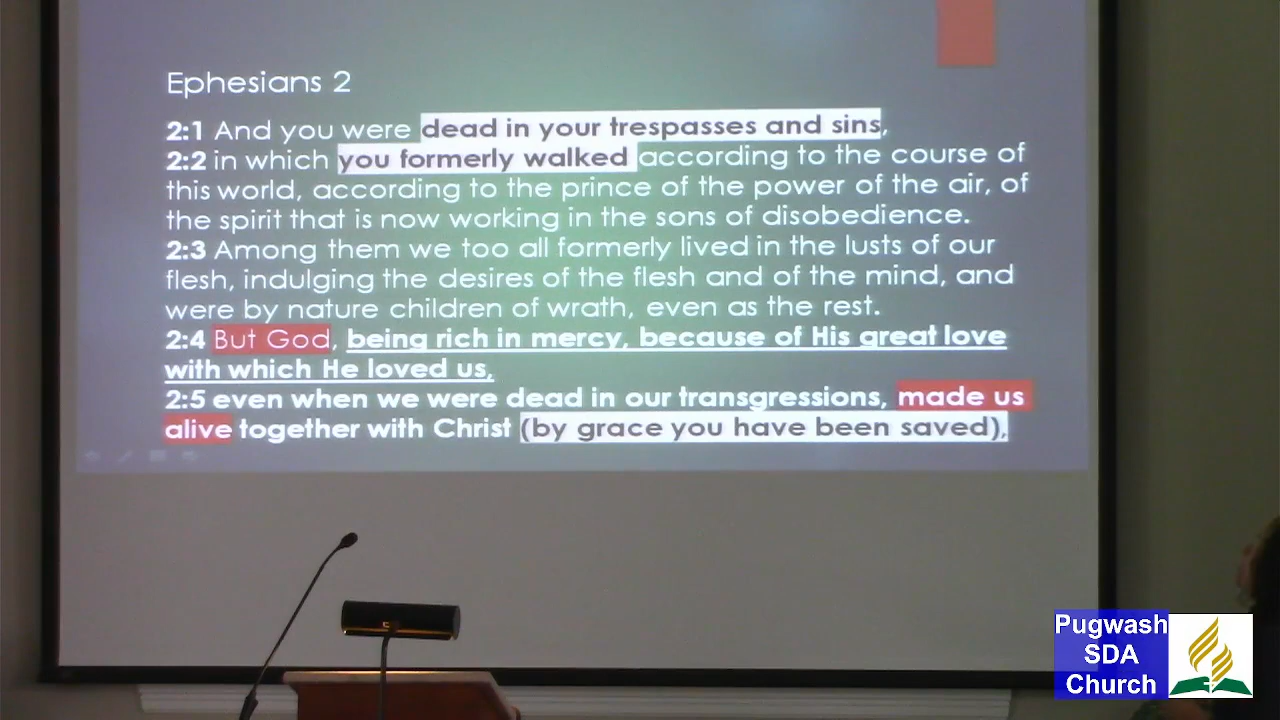 Ephesians 2
2:1 And you were dead in your trespasses and sins,
2:2 in which you formerly walked according to the course of
this world, according to the prince of the power of the air, of
the spirit that is now working in the sons of disobedience.
2:3 Among them we too all formerly lived in the lusts of our
flesh, indulging the desires of the flesh and of the mind, and
were by nature children of wrath, even as the rest.
2:4 But God, being rich in mercy, because of His great love
with which He loved us,
2:5 even when we were dead in our transgressions, made us
alive together with Christ (by grace you have been saved),
Pugwash
SDA
Church